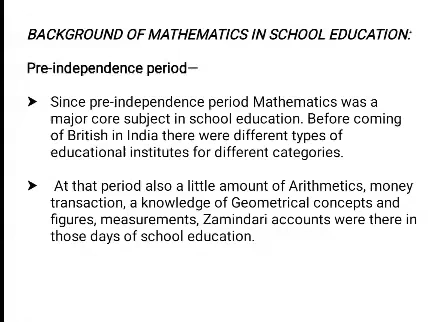 BACKGROUND OF MATHEMATICS IN SCHOOL EDUCATION:
Pre-independence period—
➤ Since pre-independence period Mathematics was a
major core subject in school education. Before coming
of British in India there were different types of
educational institutes for different categories.
➤ At that period also a little amount of Arithmetics, money
transaction, a knowledge of Geometrical concepts and
figures, measurements, Zamindari accounts were there in
those days of school education.